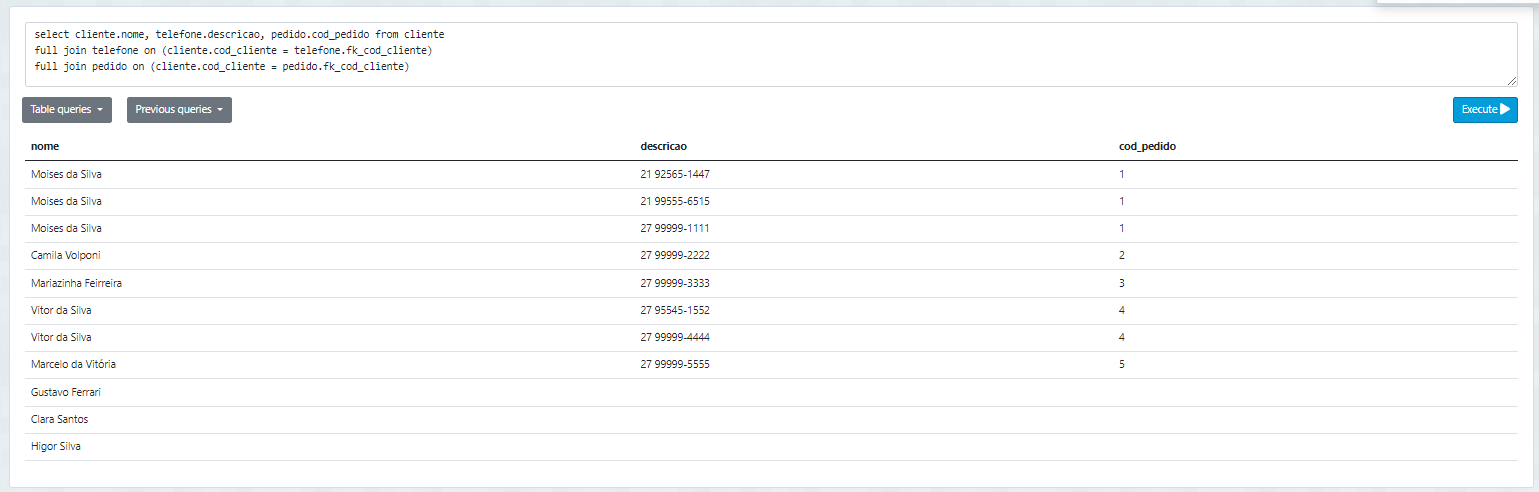 select cliente.nome, telefone.descricao, pedido.cod_pedido from cliente
full join telefone on (cliente.cod_cliente = telefone.fk_cod_cliente)
full join pedido on (cliente.cod_cliente = pedido.fk_cod_cliente)
Table queries Previous queries Execute
nome descricao cod_pedido
Moises da Silva 21 92565-1447 1
Moises da Silva 21 99555-6515 1
Moises da Silva 27 99999-1111 1
Camila Volponi 27 99999-2222 2
Mariazinha Feirreira 27 99999-3333 3
Vitor da Silva 27 95545-1552 4
Vitor da Silva 27 99999-4444 4
Marcelo da Vitória 27 99999-5555 5
Gustavo Ferrari
Clara Santos
Higor Silva